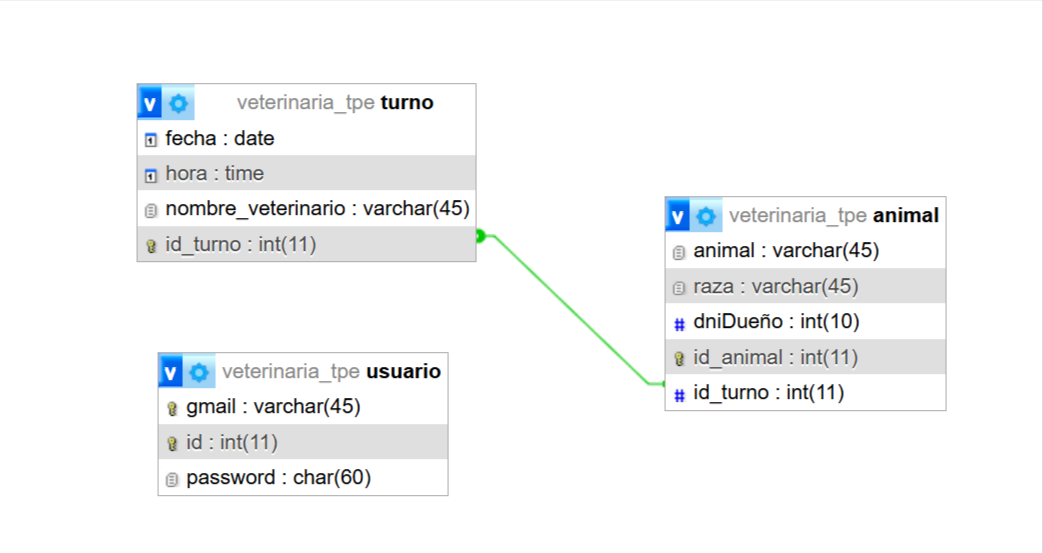 v veterinaria_tpe turno
fecha : date
hora : time
nombre_veterinario : varchar(45)
id_turno : int(11)
v veterinaria_tpe animal
animal : varchar(45)
raza : varchar(45)
# dniDueño : int(10)
id_animal : int(11)
# id_turno : int(11)
v veterinaria_tpe usuario
gmail : varchar(45)
id : int(11)
password : char(60)